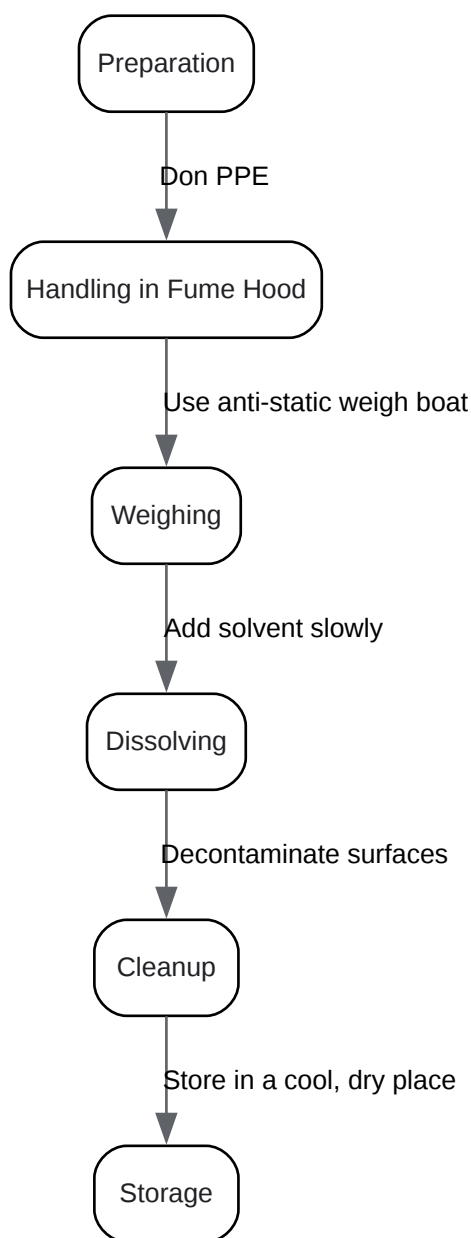 Preparation
Don PPE
Handling in Fume Hood
Use anti-static weigh boat
Weighing
Add solvent slowly
Dissolving
Decontaminate surfaces
Cleanup
Store in a cool, dry place
Storage